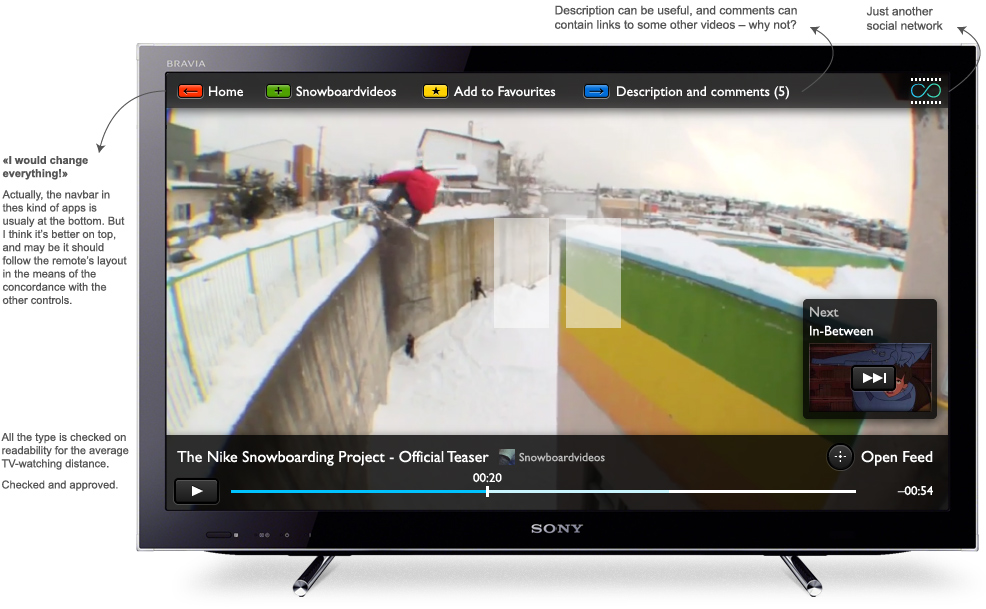 Description can be useful, and comments can
contain links to some other videos – why not?
Just another
social network
BRAVIA
Home
Snowboardvideos
Add to Favourites
Description and comments (5)
«I would change
everything!»
Actually, the navbar in
thes kind of apps is
usualy at the bottom. But
I think it's better on top,
and may be it should
follow the remote's layout
in the means of the
concordance with the
other controls.
Next
In-Between
All the type is checked on
readability for the average
TV-watching distance.
Checked and approved.
The Nike Snowboarding Project - Official Teaser
Snowboardvideos
Open Feed
00:20
–00:54
SONY